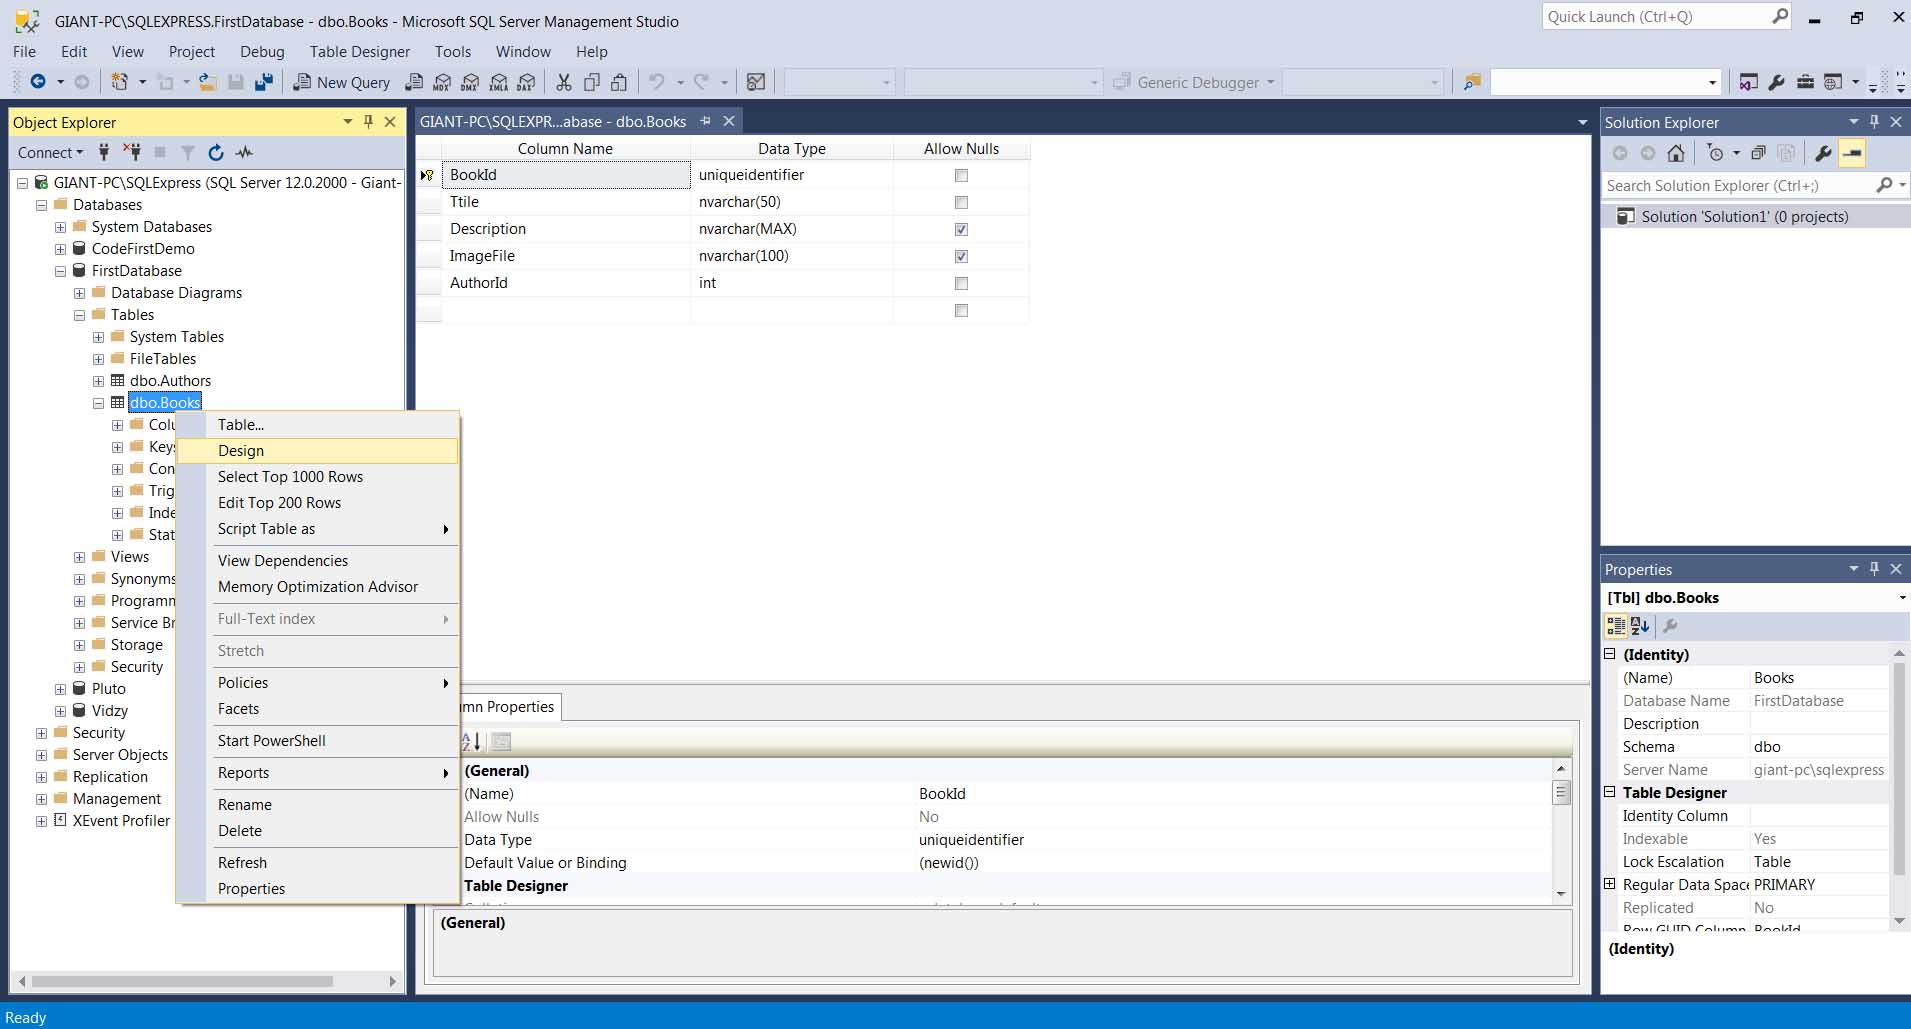 GIANT-PC\SQLEXPRESS.FirstDatabase - dbo.Books - Microsoft SQL Server Management Studio
Quick Launch (Ctrl+Q)
File Edit View Project Debug Table Designer Tools Window Help
New Query
MDX DMX XMLA DAX
Generic Debugger
Object Explorer
Connect
GIANT-PC\SQLExpress (SQL Server 12.0.2000 - Giant-
Databases
System Databases
CodeFirstDemo
FirstDatabase
Database Diagrams
Tables
System Tables
FileTables
dbo.Authors
dbo.Books
Colu
Keys
Con
Trig
Inde
Stat
Views
Synonyms
Programm
Service Br
Storage
Security
Pluto
Vidzy
Security
Server Objects
Replication
Management
XEvent Profiler
Table...
Design
Select Top 1000 Rows
Edit Top 200 Rows
Script Table as
View Dependencies
Memory Optimization Advisor
Full-Text index
Stretch
Policies
Facets
Start PowerShell
Reports
Rename
Delete
Refresh
Properties
GIANT-PC\SQLEXPR...abase - dbo.Books
Column Name Data Type Allow Nulls
BookId uniqueidentifier
Ttile nvarchar(50)
Description nvarchar(MAX)
ImageFile nvarchar(100)
AuthorId int
mn Properties
(General)
(Name) BookId
Allow Nulls No
Data Type uniqueidentifier
Default Value or Binding (newid())
Table Designer
(General)
Solution Explorer
Search Solution Explorer (Ctrl+;)
Solution 'Solution1' (0 projects)
Properties
[Tbl] dbo.Books
(Identity)
(Name) Books
Database Name FirstDatabase
Description
Schema dbo
Server Name giant-pc\sqlexpress
Table Designer
Identity Column
Indexable Yes
Lock Escalation Table
Regular Data Space PRIMARY
Replicated No
Row GUID Column BookId
(Identity)
Ready